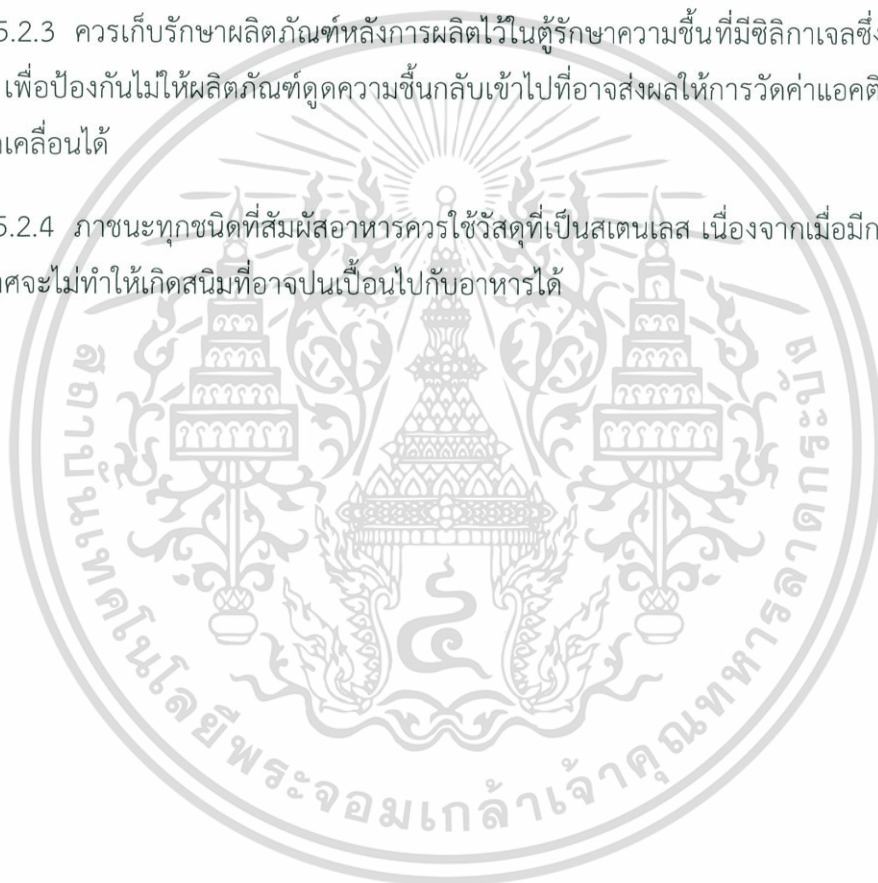 5.2.3 ควรเก็บรักษาผลิตภัณฑ์หลังการผลิตไว้ในตู้รักษาความชื้นที่มีซิลิกาเจลซึ่ง
เพื่อป้องกันไม่ให้ผลิตภัณฑ์ดูดความชื้นกลับเข้าไปที่อาจส่งผลให้การวัดค่าแอคติ
เคลื่อนได้
5.2.4 ภาชนะทุกชนิดที่สัมผัสอาหารควรใช้วัสดุที่เป็นสเตนเลส เนื่องจากเมื่อมีก
ศจะไม่ทำให้เกิดสนิมที่อาจปนเปื้อนไปกับอาหารได้
สถาบันเทคโนโลยีพระจอมเกล้าเจ้าคุณทหารลาดกระบัง